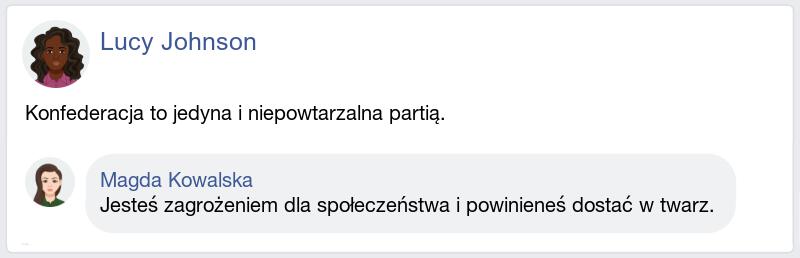 Lucy Johnson
Konfederacja to jedyna i niepowtarzalna partią.
Magda Kowalska
Jesteś zagrożeniem dla społeczeństwa i powinieneś dostać w twarz.